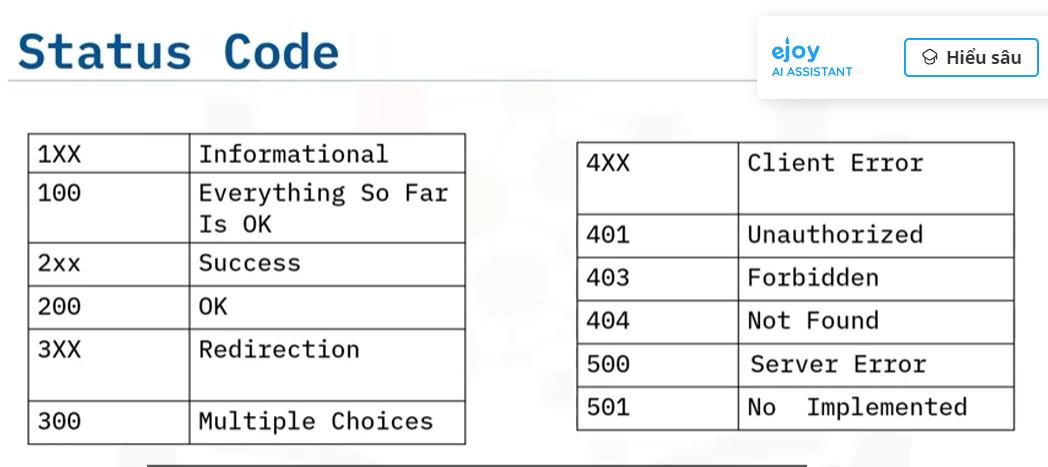 Status Code
ejoy
AI ASSISTANT
Hiểu sâu
1XX Informational
100 Everything So Far
Is OK
2xx Success
200 OK
3XX Redirection
300 Multiple Choices
4XX Client Error
401 Unauthorized
403 Forbidden
404 Not Found
500 Server Error
501 No Implemented